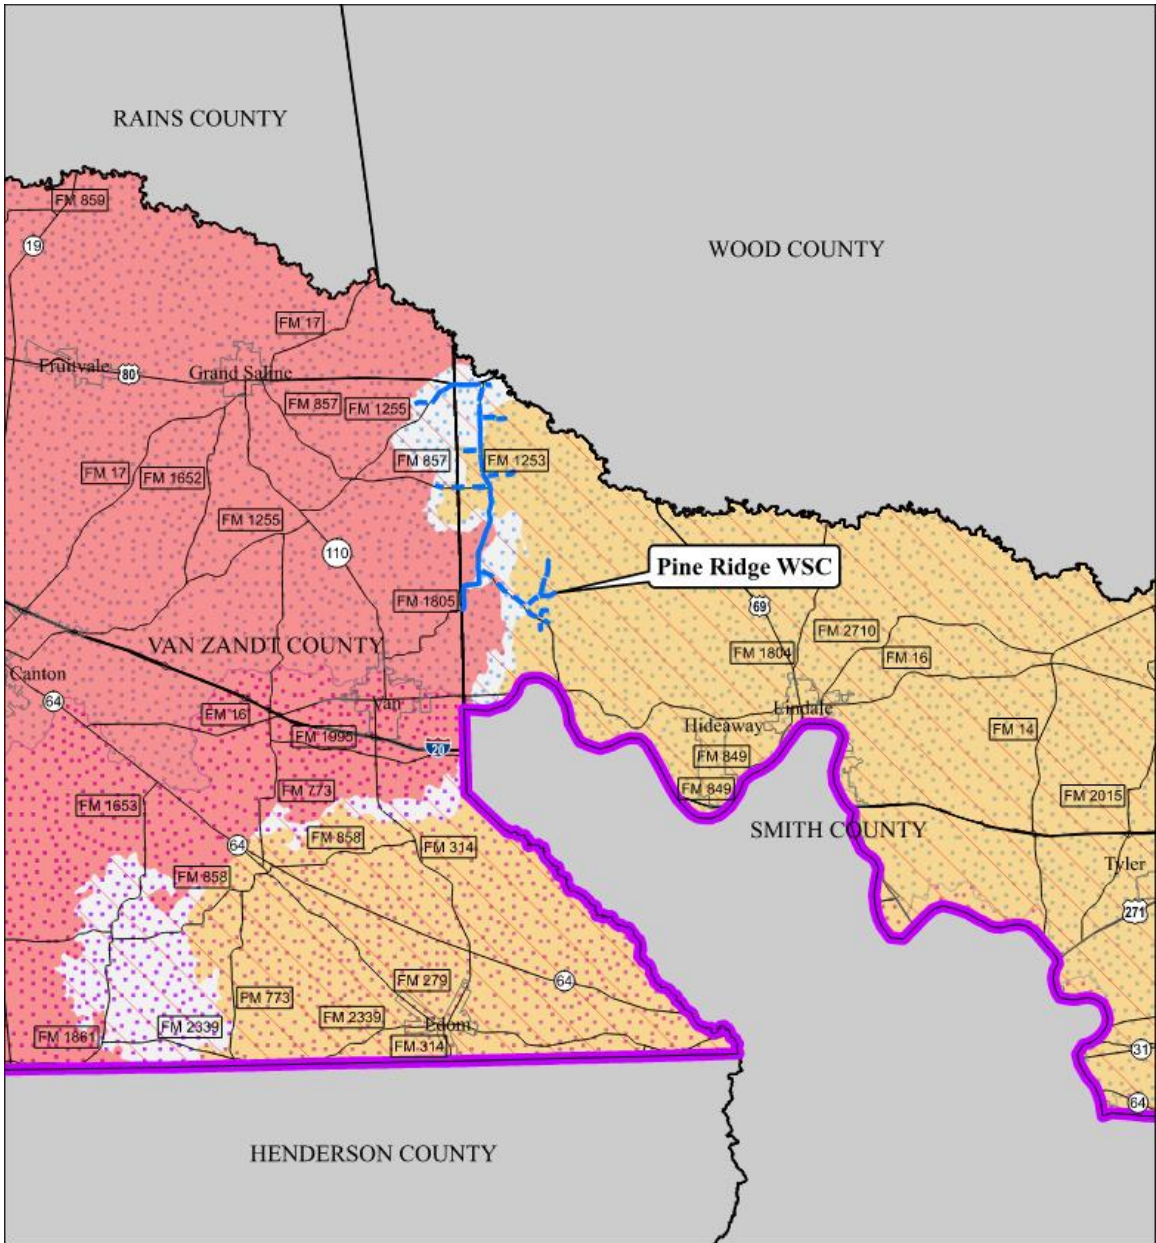 RAINS COUNTY
FM 859
19
WOOD COUNTY
FM 17
Fruitvale
80
Grand Saline
FM 857
FM 1255
FM 857
FM 1253
FM 17
FM 1652
FM 1255
110
Pine Ridge WSC
FM 1805
69
FM 2710
VAN ZANDT COUNTY
FM 1804
FM 16
Canton
64
Van
FM 16
Lindale
Hideaway
FM 14
FM 1995
20
FM 849
FM 773
FM 849
FM 1653
FM 2015
SMITH COUNTY
FM 858
64
FM 314
Tyler
FM 858
271
FM 279
64
PM 773
FM 2339
FM 2339
Edom
FM 1861
FM 314
31
64
HENDERSON COUNTY